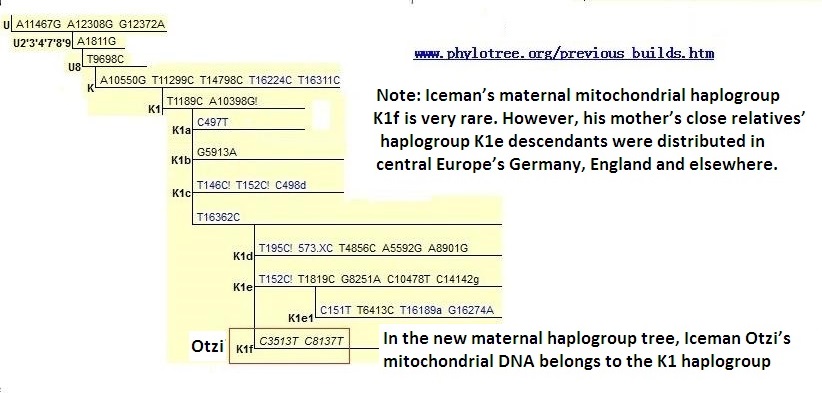 U A11467G A12308G G12372A
U2'3'4'7'8'9 A1811G
U8 T9698C
K A10550G T11299C T14798C T16224C T16311C
K1 T1189C A10398G!
K1a C497T
K1b G5913A
K1c T146C! T152C! C498d
T16362C
K1d T195C! 573.XC T4856C A5592G A8901G
K1e T152C! T1819C G8251A C10478T C14142g
K1e1 C151T T6413C T16189a G16274A
Otzi K1f C3513T C8137T
www.phylotree.org/previous builds.htm
Note: Iceman's maternal mitochondrial haplogroup
K1f is very rare. However, his mother's close relatives'
haplogroup K1e descendants were distributed in
central Europe's Germany, England and elsewhere.
In the new maternal haplogroup tree, Iceman Otzi's
mitochondrial DNA belongs to the K1 haplogroup